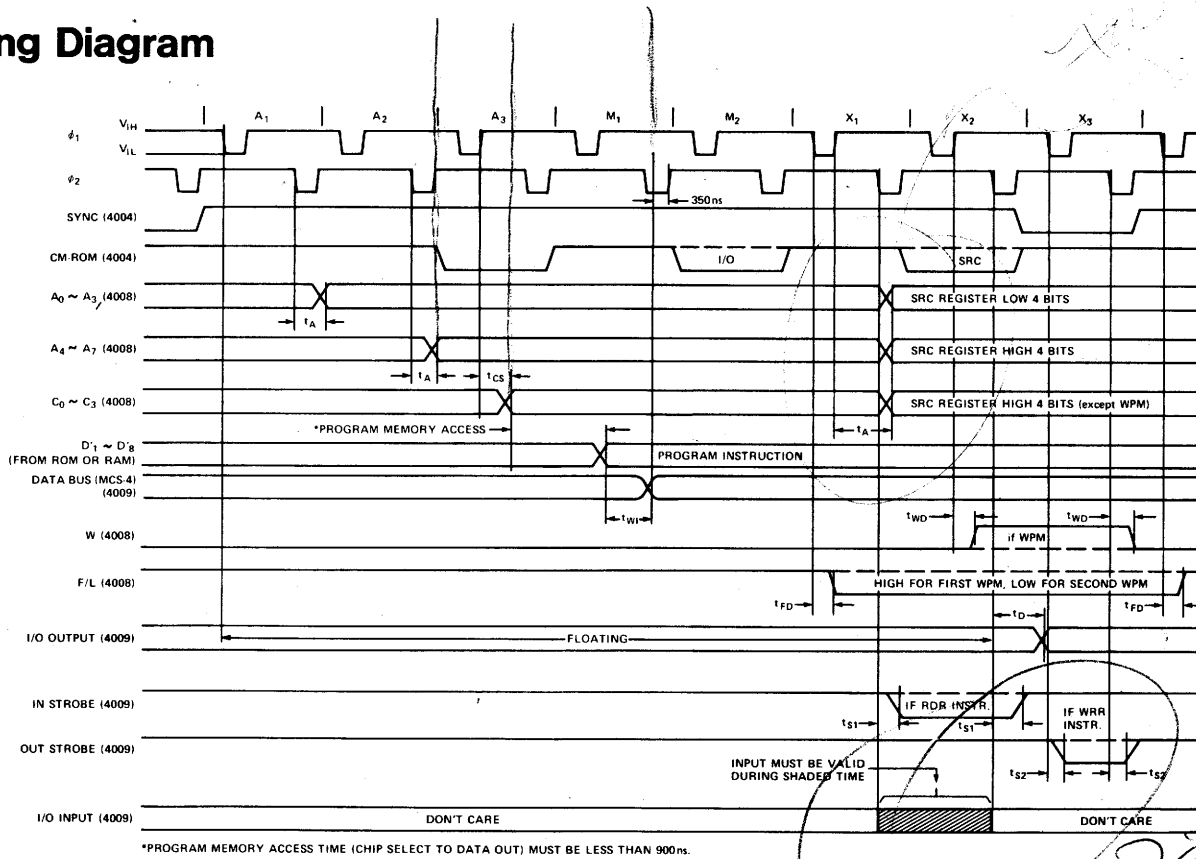 ng Diagram
A1 A2 A3 M1 M2 X1 X2 X3
φ1 VIH
VIL
φ2
350ns
SYNC (4004)
CM-ROM (4004) I/O SRC
A0 ~ A3 (4008) SRC REGISTER LOW 4 BITS
tA
A4 ~ A7 (4008) SRC REGISTER HIGH 4 BITS
tA tCS
C0 ~ C3 (4008) SRC REGISTER HIGH 4 BITS (except WPM)
*PROGRAM MEMORY ACCESS tA
D'1 ~ D'8
(FROM ROM OR RAM) PROGRAM INSTRUCTION
DATA BUS (MCS-4)
(4009)
tWI tWD tWD
W (4008) if WPM
F/L (4008) HIGH FOR FIRST WPM, LOW FOR SECOND WPM
tFD tD tFD
I/O OUTPUT (4009) FLOATING
IN STROBE (4009) IF RDR INSTR.
tS1 tS1
IF WRR
INSTR.
OUT STROBE (4009)
tS2 tS2
INPUT MUST BE VALID
DURING SHADED TIME
I/O INPUT (4009) DON'T CARE DON'T CARE
*PROGRAM MEMORY ACCESS TIME (CHIP SELECT TO DATA OUT) MUST BE LESS THAN 900ns.